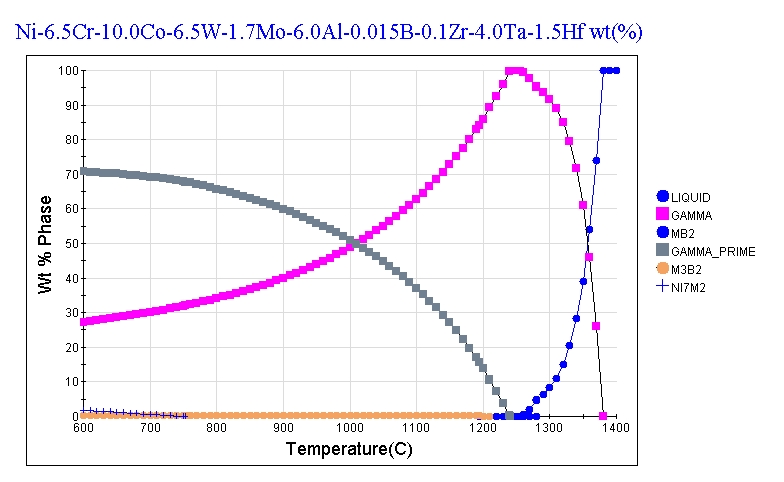 Ni-6.5Cr-10.0Co-6.5W-1.7Mo-6.0Al-0.015B-0.1Zr-4.0Ta-1.5Hf wt(%)
100
90
80
70
60
50
40
30
20
10
0
Wt % Phase
600 700 800 900 1000 1100 1200 1300 1400
Temperature(C)
LIQUID
GAMMA
MB2
GAMMA_PRIME
M3B2
NI7M2